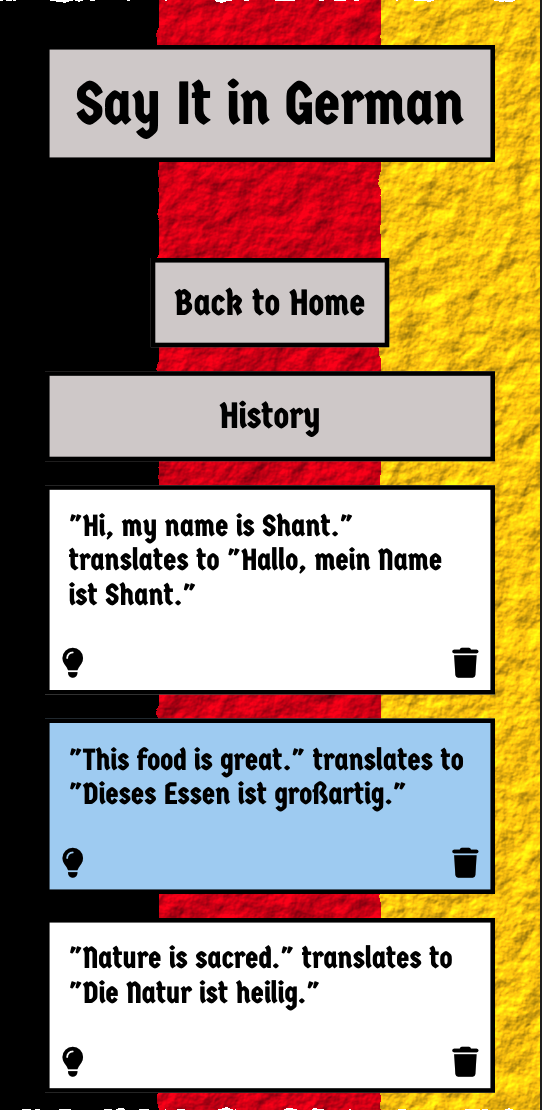 Say It in German
Back to Home
History
"Hi, my name is Shant."
translates to "Hallo, mein Name
ist Shant."
"This food is great." translates to
"Dieses Essen ist großartig."
"Nature is sacred." translates to
"Die Natur ist heilig."